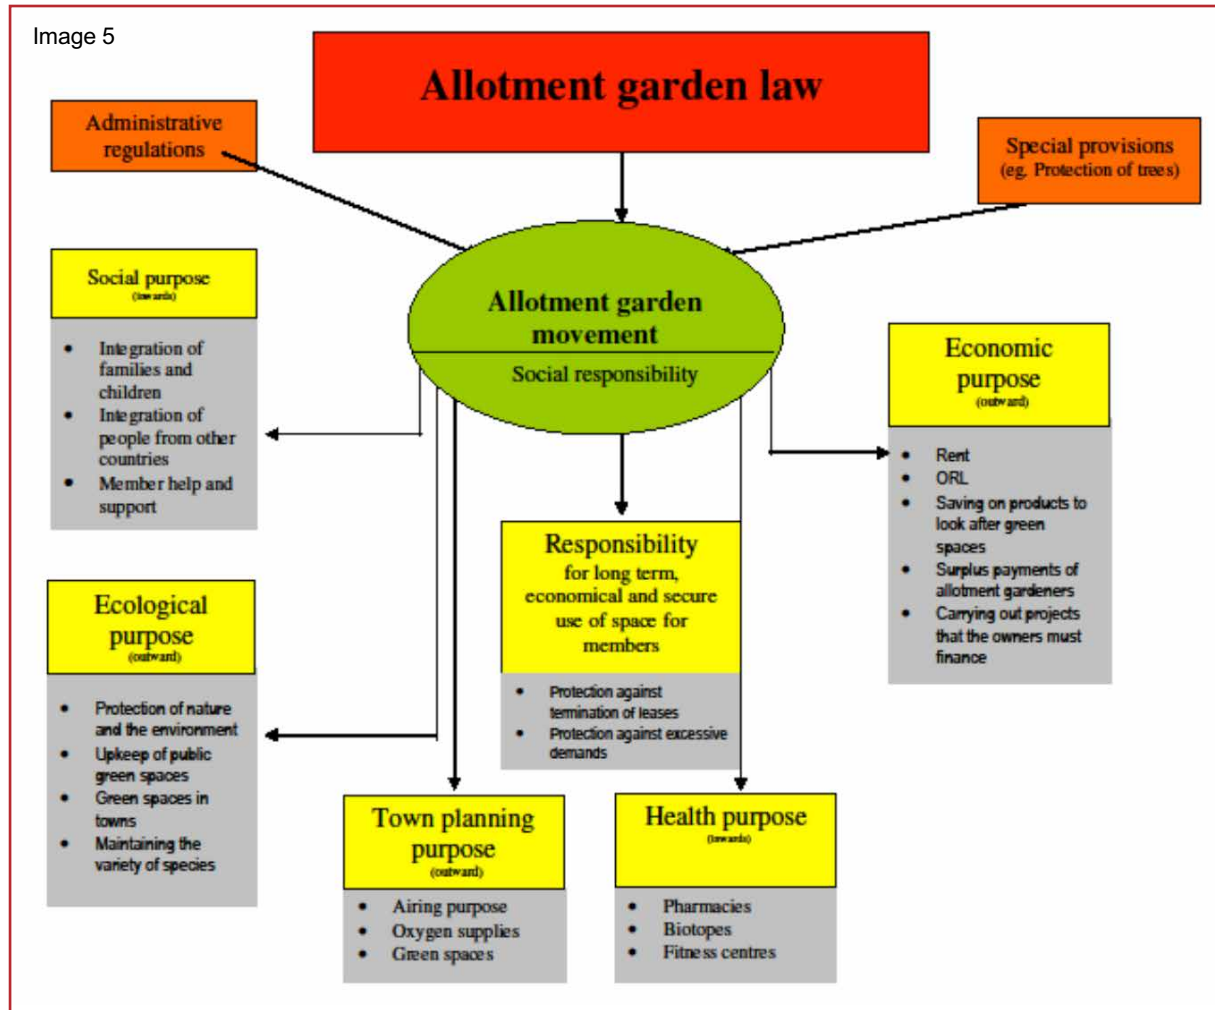 Image 5
Allotment garden law
Administrative
regulations
Special provisions
(eg. Protection of trees)
Allotment garden
movement
Social responsibility
Social purpose
(inwards)
• Integration of
families and
children
• Integration of
people from other
countries
• Member help and
support
Economic
purpose
(outward)
• Rent
• ORL
• Saving on products to
look after green
spaces
• Surplus payments of
allotment gardeners
• Carrying out projects
that the owners must
finance
Responsibility
for long term,
economical and secure
use of space for
members
• Protection against
termination of leases
• Protection against excessive
demands
Ecological
purpose
(outward)
• Protection of nature
and the environment
• Upkeep of public
green spaces
• Green spaces in
towns
• Maintaining the
variety of species
Town planning
purpose
(outward)
• Airing purpose
• Oxygen supplies
• Green spaces
Health purpose
(inwards)
• Pharmacies
• Biotopes
• Fitness centres